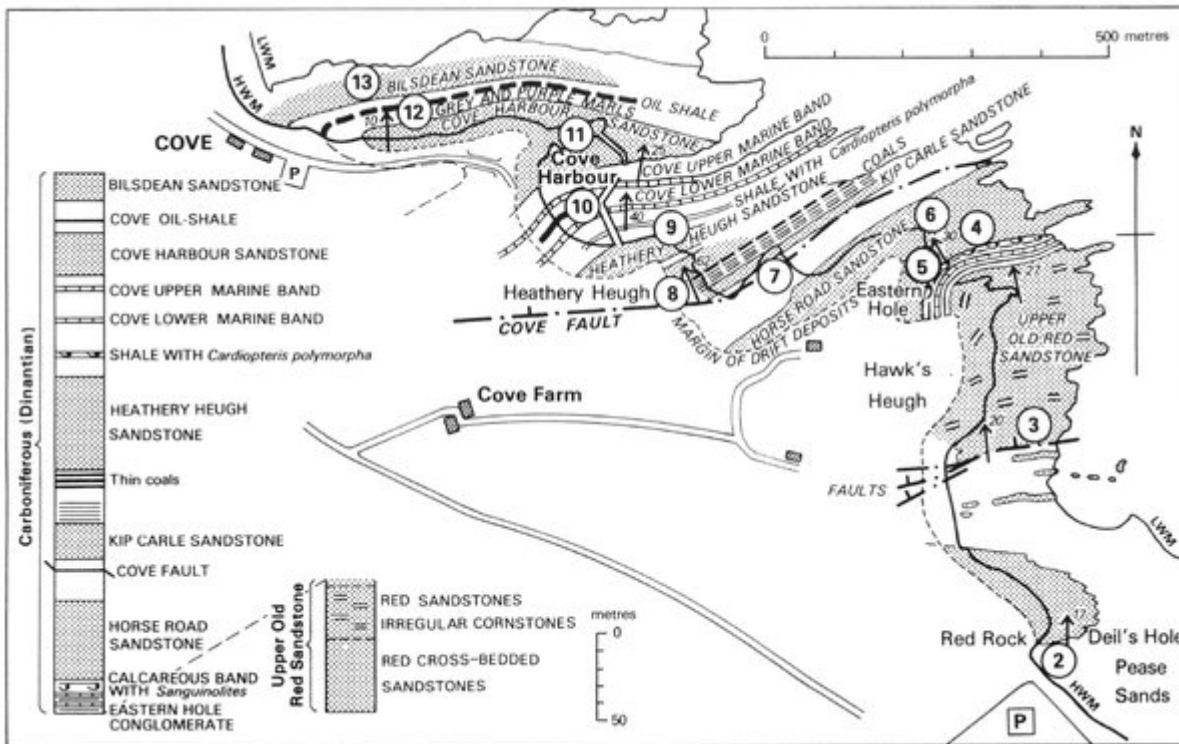 0 500 metres
LWM
HWM
13
BILSDEAN SANDSTONE
12
GREY AND PURPLE MARLS
OIL SHALE
COVE HARBOUR SANDSTONE
10
11
COVE
P
Cove
Harbour
25
COVE UPPER MARINE BAND
COVE LOWER MARINE BAND
SHALE WITH Cardiopteris polymorpha
COALS
KIP CARLE SANDSTONE
10
40
9
HEATHERY HEUGH SANDSTONE
N
6
4
5
Eastern
Hole
27
8
7
Heathery Heugh
HORSE ROAD SANDSTONE
COVE FAULT
MARGIN OF DRIFT DEPOSITS
UPPER
OLD RED
SANDSTONE
Hawk's
Heugh
Cove Farm
20
3
FAULTS
LWM
17
Red Rock
Deil's Hole
2
Pease
Sands
HWM
P
Carboniferous (Dinantian)
BILSDEAN SANDSTONE
COVE OIL-SHALE
COVE HARBOUR SANDSTONE
COVE UPPER MARINE BAND
COVE LOWER MARINE BAND
SHALE WITH Cardiopteris polymorpha
HEATHERY HEUGH
SANDSTONE
Thin coals
KIP CARLE SANDSTONE
COVE FAULT
HORSE ROAD
SANDSTONE
CALCAREOUS BAND
WITH Sanguinolites
EASTERN HOLE
CONGLOMERATE
Upper Old
Red Sandstone
RED SANDSTONES
IRREGULAR CORNSTONES
RED CROSS-BEDDED
SANDSTONES
metres
0
50